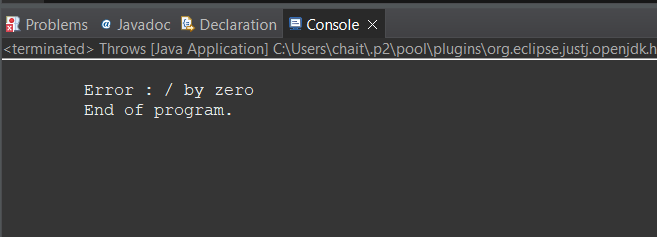 Problems @ Javadoc Declaration Console
<terminated> Throws [Java Application] C:\Users\chait\.p2\pool\plugins\org.eclipse.justj.openjdk.h
Error : / by zero
End of program.